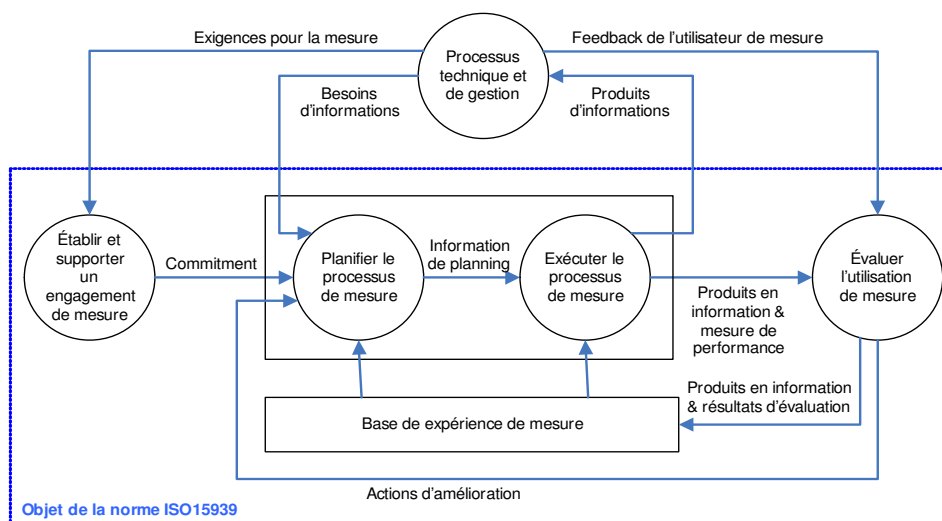 Exigences pour la mesure
Processus
technique et
de gestion
Feedback de l'utilisateur de mesure
Besoins
d'informations
Produits
d'informations
Établir et
supporter
un
engagement
de mesure
Commitment
Planifier le
processus
de mesure
Information
de planning
Exécuter le
processus
de mesure
Produits en
information &
mesure de
performance
Évaluer
l'utilisation
de mesure
Produits en information
& résultats d'évaluation
Base de expérience de mesure
Actions d'amélioration
Objet de la norme ISO15939